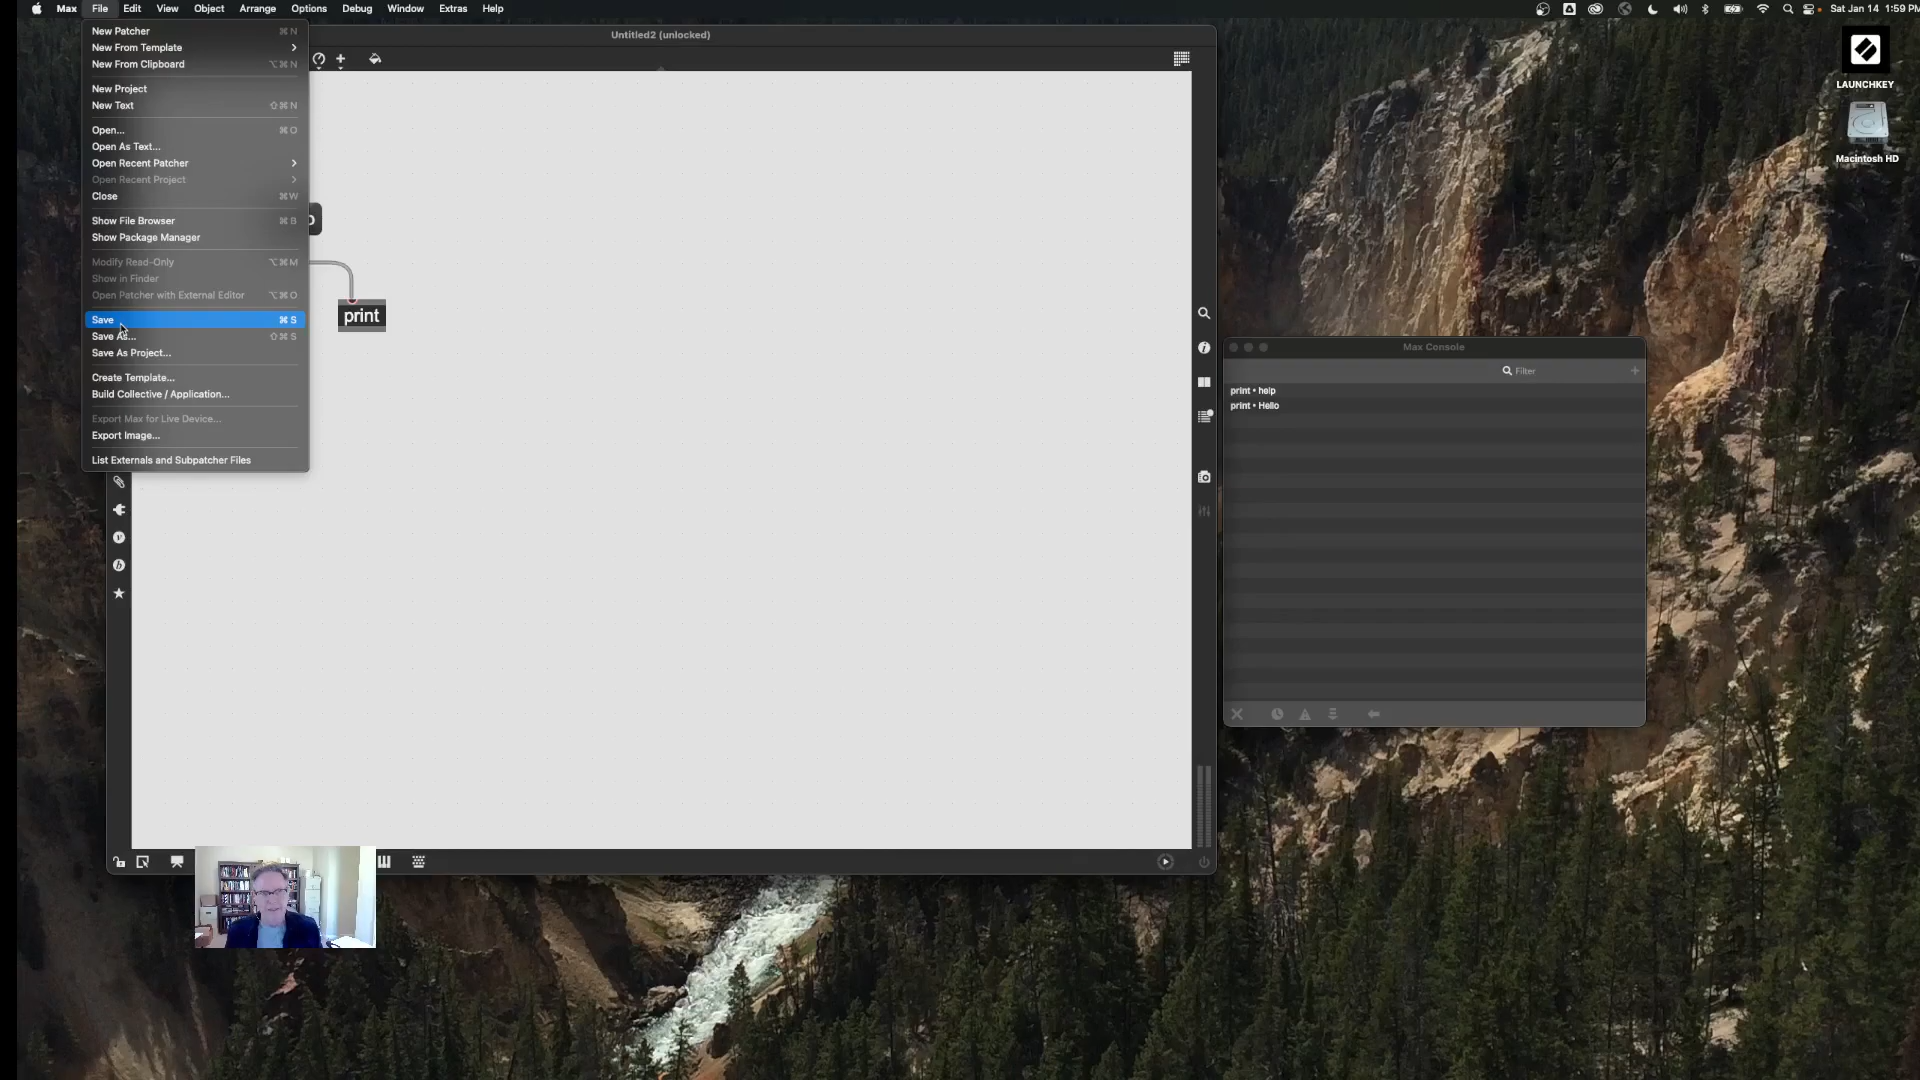 Max File Edit View Object Arrange Options Debug Window Extras Help
Sat Jan 14 1:59 PM
New Patcher ⌘N
New From Template
New From Clipboard ⌥⌘N
New Project
New Text ⇧⌘N
Open... ⌘O
Open As Text...
Open Recent Patcher
Open Recent Project
Close ⌘W
Show File Browser ⌘B
Show Package Manager
Modify Read-Only ⌥⌘M
Show in Finder
Open Patcher with External Editor ⌥⌘O
Save ⌘S
Save As... ⇧⌘S
Save As Project...
Create Template...
Build Collective / Application...
Export Max for Live Device...
Export Image...
List Externals and Subpatcher Files
Untitled2 (unlocked)
print
Max Console
Filter
print • help
print • Hello
LAUNCHKEY
Macintosh HD